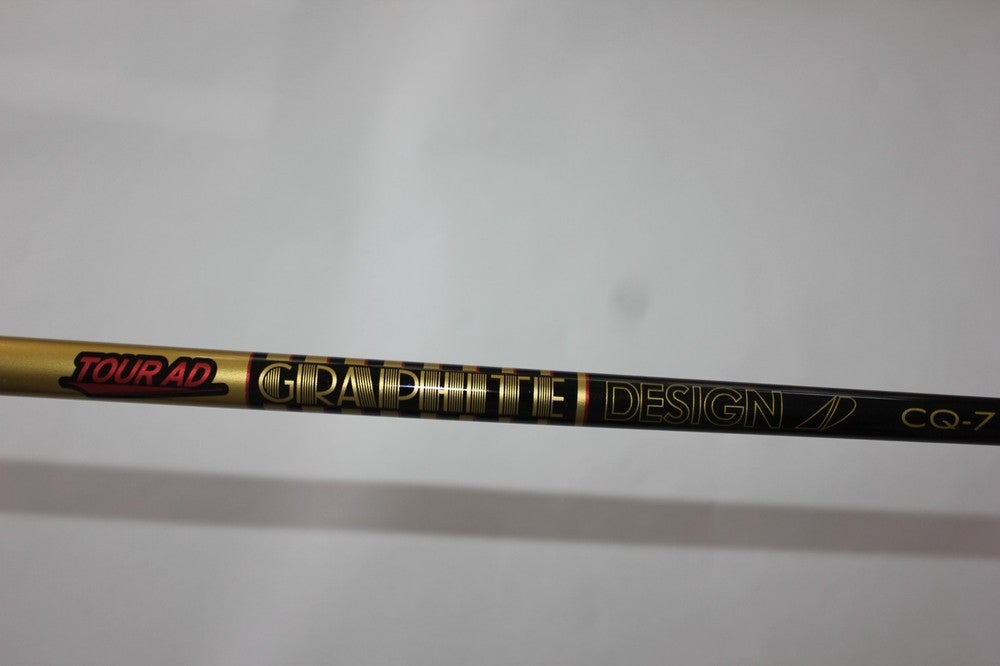 TOUR AD GRAPHITE DESIGN CQ-7